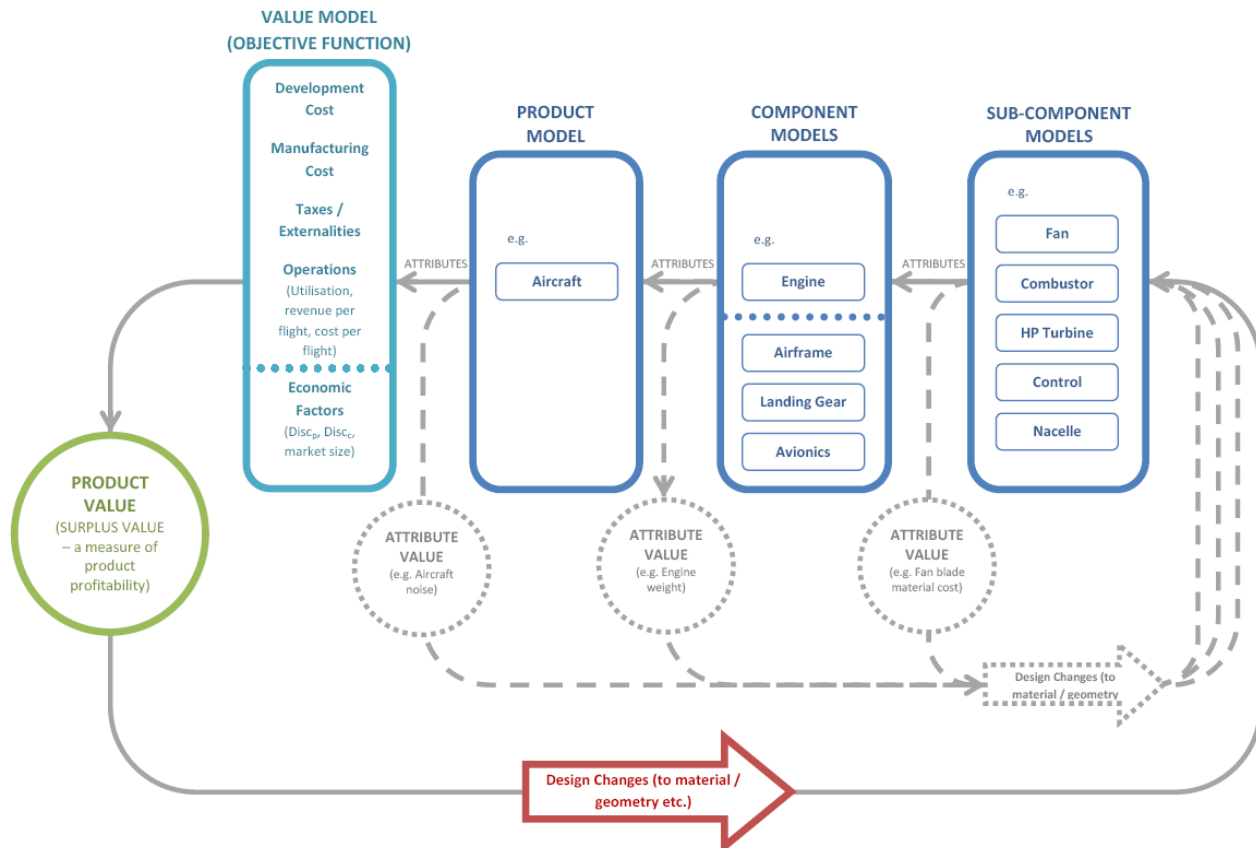 VALUE MODEL
(OBJECTIVE FUNCTION)
Development
Cost
Manufacturing
Cost
Taxes /
Externalities
Operations
(Utilisation,
revenue per
flight, cost per
flight)
Economic
Factors
(Disc_p, Disc_c,
market size)
ATTRIBUTES
PRODUCT
MODEL
e.g.
Aircraft
ATTRIBUTES
COMPONENT
MODELS
e.g.
Engine
Airframe
Landing Gear
Avionics
ATTRIBUTES
SUB-COMPONENT
MODELS
e.g.
Fan
Combustor
HP Turbine
Control
Nacelle
PRODUCT
VALUE
(SURPLUS VALUE
– a measure of
product
profitability)
ATTRIBUTE
VALUE
(e.g. Aircraft
noise)
ATTRIBUTE
VALUE
(e.g. Engine
weight)
ATTRIBUTE
VALUE
(e.g. Fan blade
material cost)
Design Changes (to
material / geometry
Design Changes (to material /
geometry etc.)